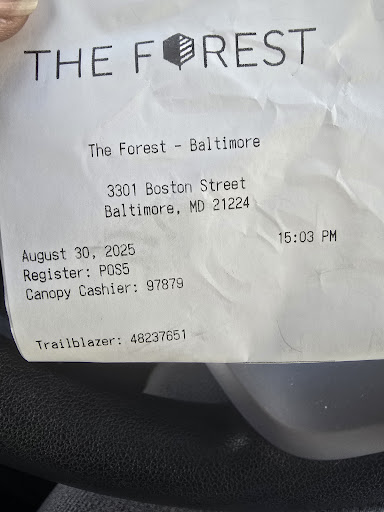 THE FOREST
The Forest - Baltimore
3301 Boston Street
Baltimore, MD 21224
15:03 PM
August 30, 2025
Register: POS5
Canopy Cashier: 97879
Trailblazer: 48237651